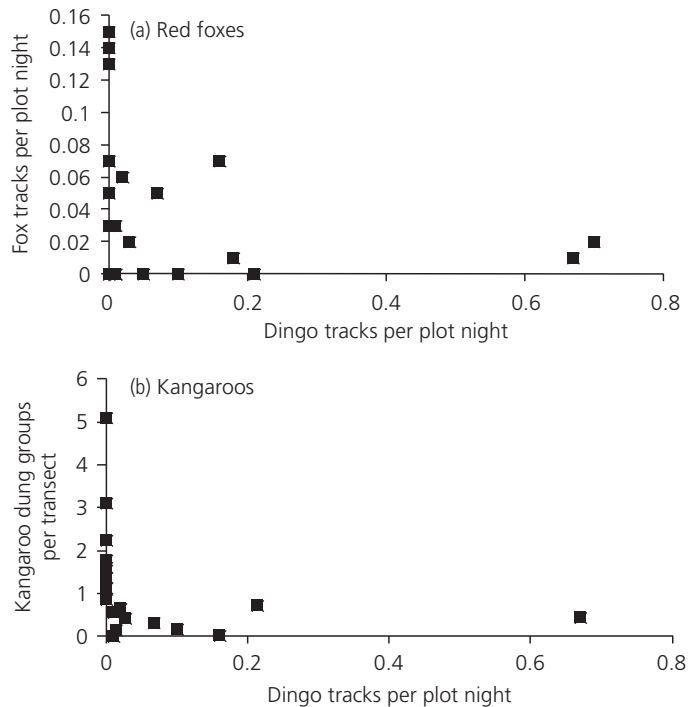 (a) Red foxes
Fox tracks per plot night
0.16
0.14
0.12
0.1
0.08
0.06
0.04
0.02
0
0 0.2 0.4 0.6 0.8
Dingo tracks per plot night
(b) Kangaroos
Kangaroo dung groups
per transect
6
5
4
3
2
1
0
0 0.2 0.4 0.6 0.8
Dingo tracks per plot night